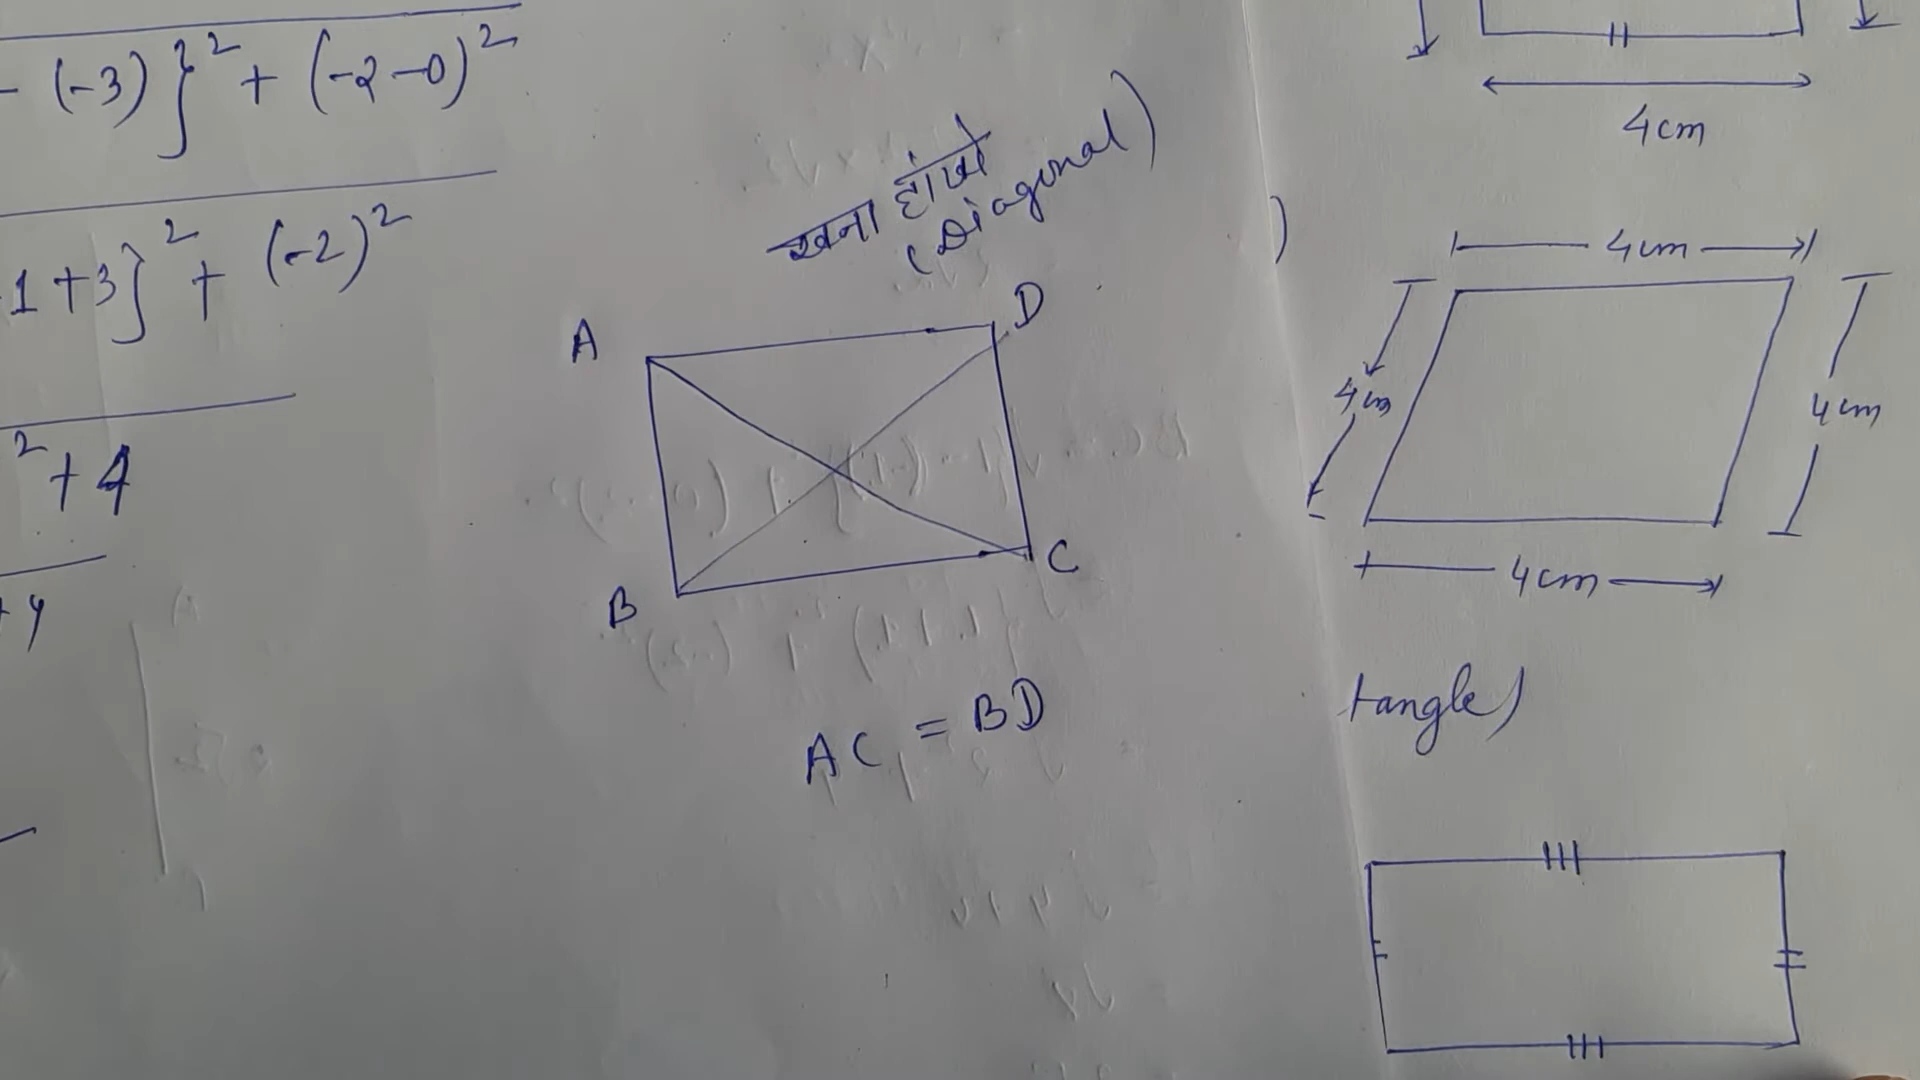 - (-3)}² + (-2-0)²
1+3}² + (-2)²
² + 4
+ 4
(Diagonal)
A
D
B
C
AC = BD
4cm
)
4cm
4cm
4cm
4cm
tangle)